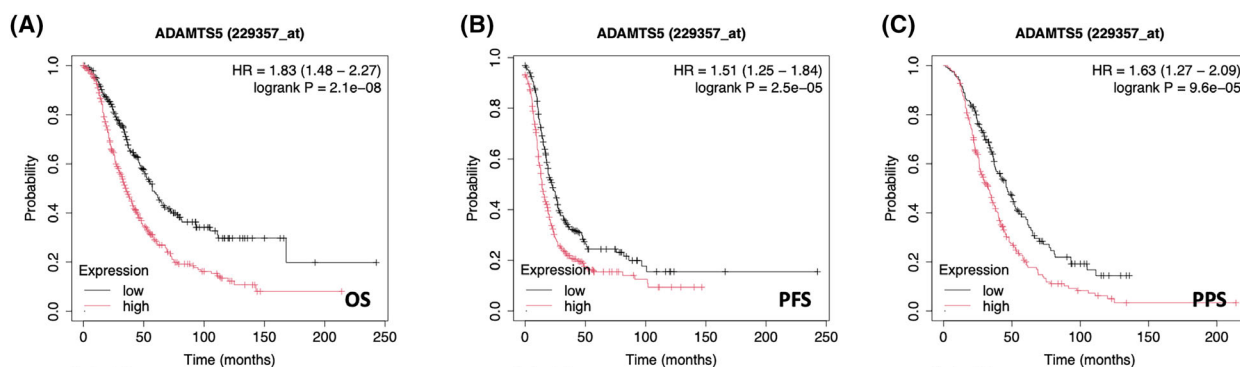 (A)
ADAMTS5 (229357_at)
HR = 1.83 (1.48 − 2.27)
logrank P = 2.1e−08
Probability
1.0
0.8
0.6
0.4
0.2
0.0
Expression
low
high
OS
0 50 100 150 200 250
Time (months)
(B)
ADAMTS5 (229357_at)
HR = 1.51 (1.25 − 1.84)
logrank P = 2.5e−05
Probability
1.0
0.8
0.6
0.4
0.2
0.0
Expression
low
high
PFS
0 50 100 150 200 250
Time (months)
(C)
ADAMTS5 (229357_at)
HR = 1.63 (1.27 − 2.09)
logrank P = 9.6e−05
Probability
1.0
0.8
0.6
0.4
0.2
0.0
Expression
low
high
PPS
0 50 100 150 200
Time (months)